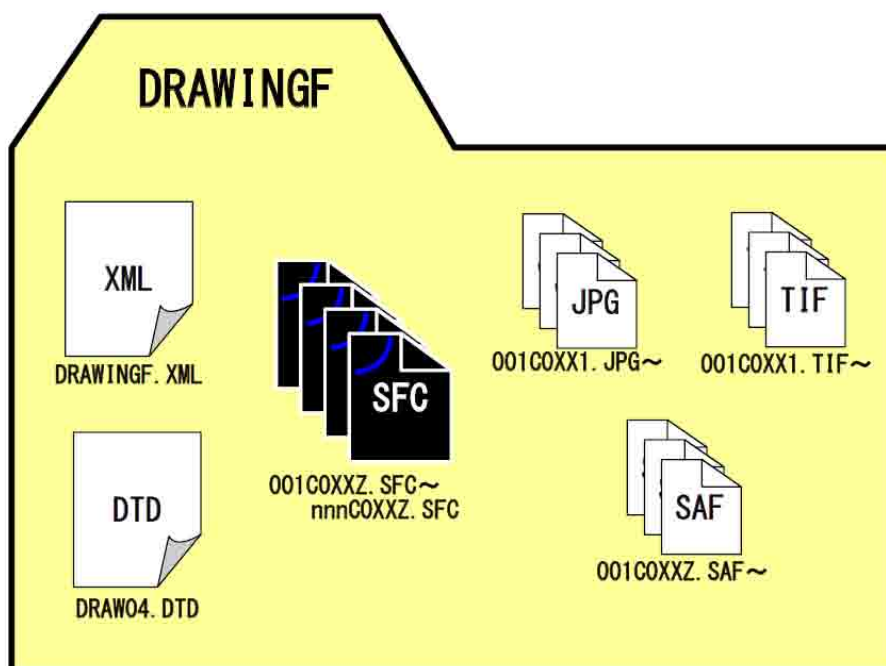 DRAWINGF
XML
DRAWINGF.XML
SFC
001C0XXZ.SFC～
nnnC0XXZ.SFC
JPG
001C0XX1.JPG～
TIF
001C0XX1.TIF～
DTD
DRAW04.DTD
SAF
001C0XXZ.SAF～